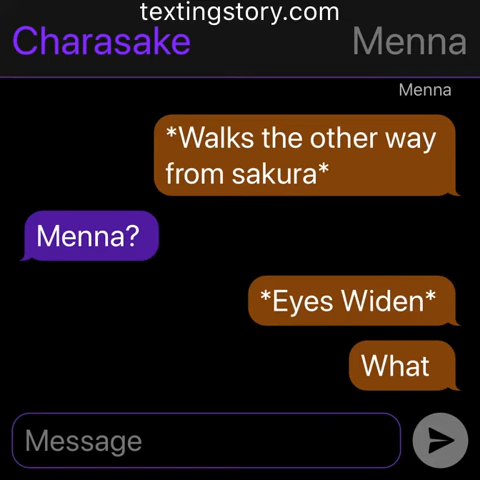 textingstory.com
Charasake Menna
Menna
*Walks the other way
from sakura*
Menna?
*Eyes Widen*
What
Message